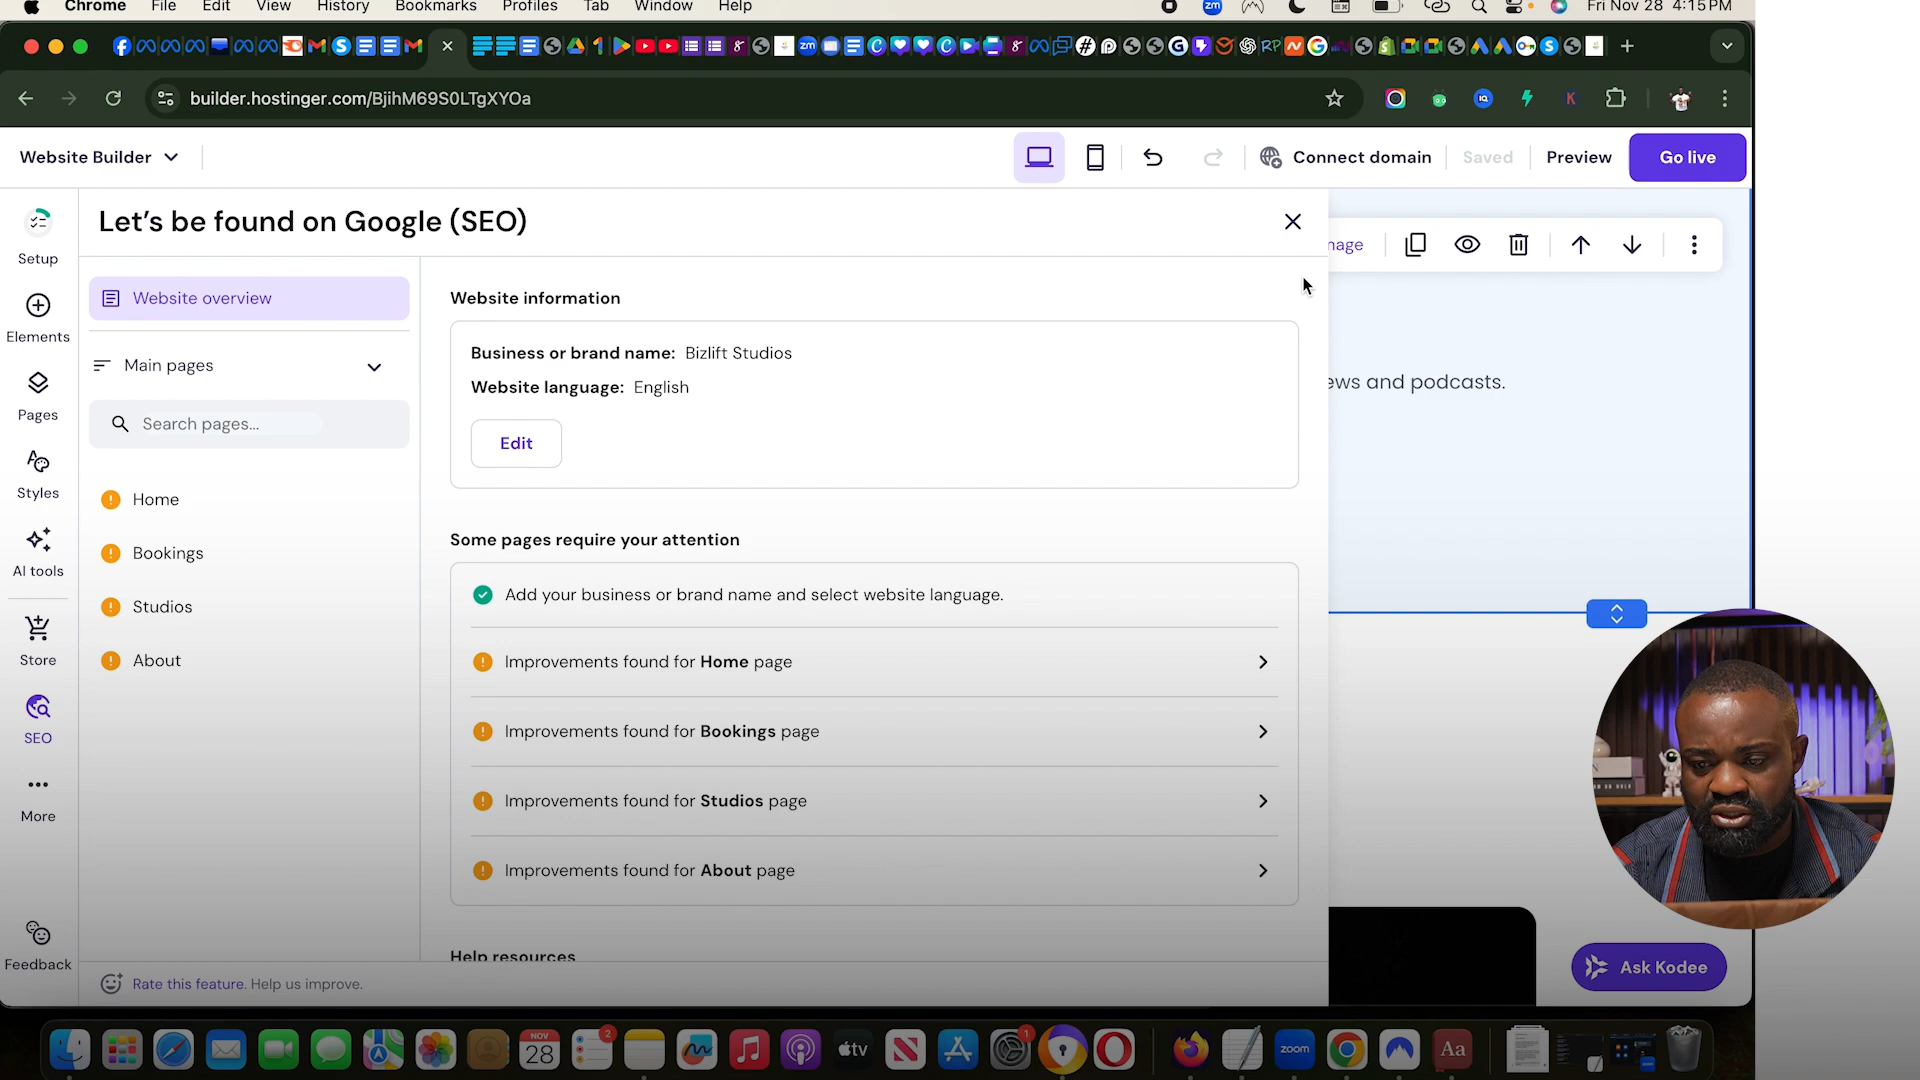 Chrome File Edit View History Bookmarks Profiles Tab Window Help
Fri Nov 28 4:15 PM
builder.hostinger.com/BjihM69S0LTgXYOa
Website Builder
Connect domain
Saved
Preview
Go live
Let's be found on Google (SEO)
Setup
Elements
Pages
Styles
AI tools
Store
SEO
More
Feedback
Website overview
Main pages
Search pages...
Home
Bookings
Studios
About
Website information
Business or brand name: Bizlift Studios
Website language: English
Edit
Some pages require your attention
Add your business or brand name and select website language.
Improvements found for Home page
Improvements found for Bookings page
Improvements found for Studios page
Improvements found for About page
Help resources
Rate this feature. Help us improve.
nage
ews and podcasts.
Ask Kodee
NOV
28
2
tv
1
zoom
Aa